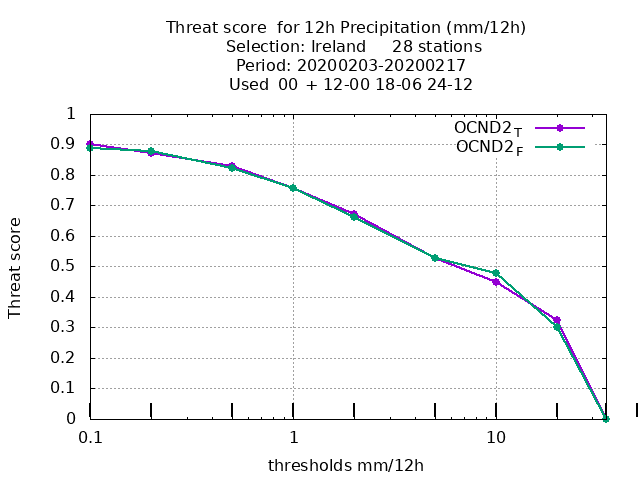 Threat score  for 12h Precipitation (mm/12h)
Selection: Ireland     28 stations
Period: 20200203-20200217
Used  00 + 12-00 18-06 24-12
OCND2T
OCND2F
1
0.9
0.8
0.7
0.6
0.5
0.4
0.3
0.2
0.1
0
Threat score
0.1 1 10
thresholds mm/12h